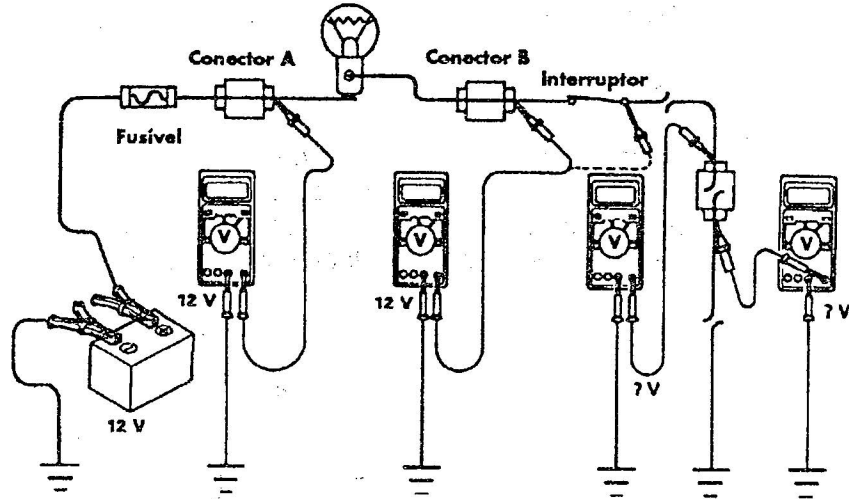 Conector A
Conector B
Interruptor
Fusível
V
V
V
V
12 V
12 V
? V
? V
12 V